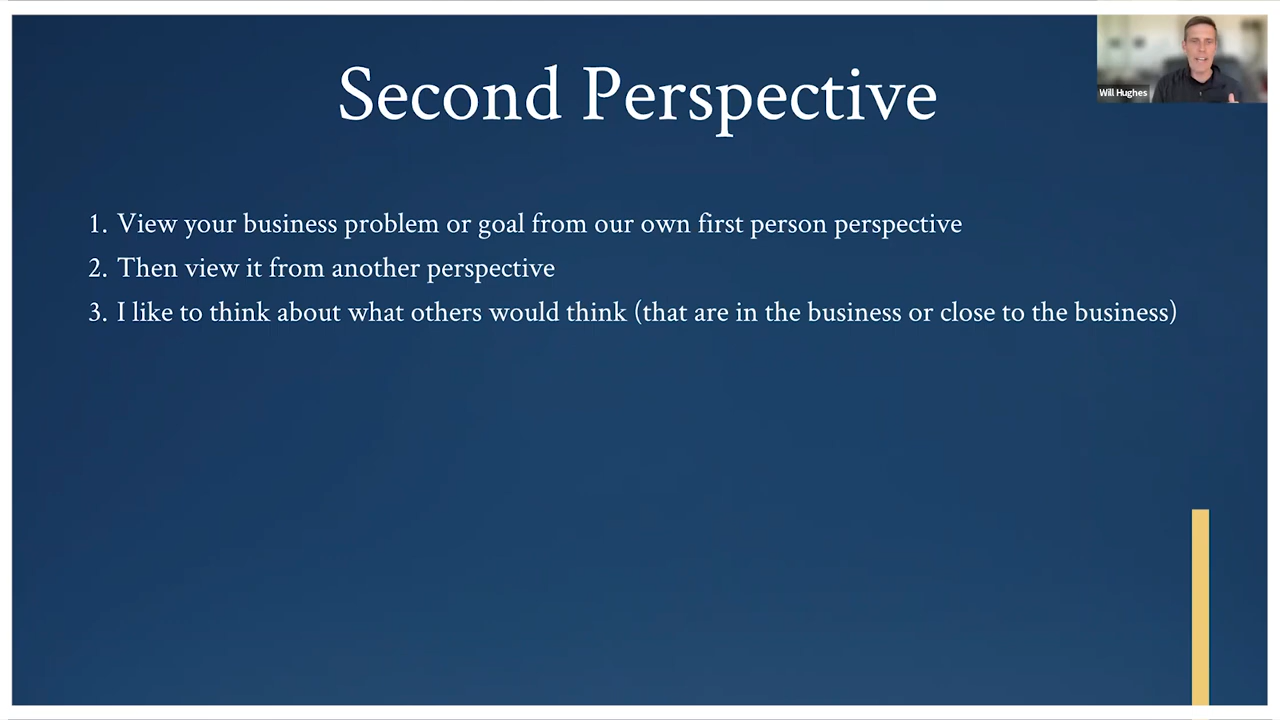 Second Perspective
Will Hughes
1. View your business problem or goal from our own first person perspective
2. Then view it from another perspective
3. I like to think about what others would think (that are in the business or close to the business)